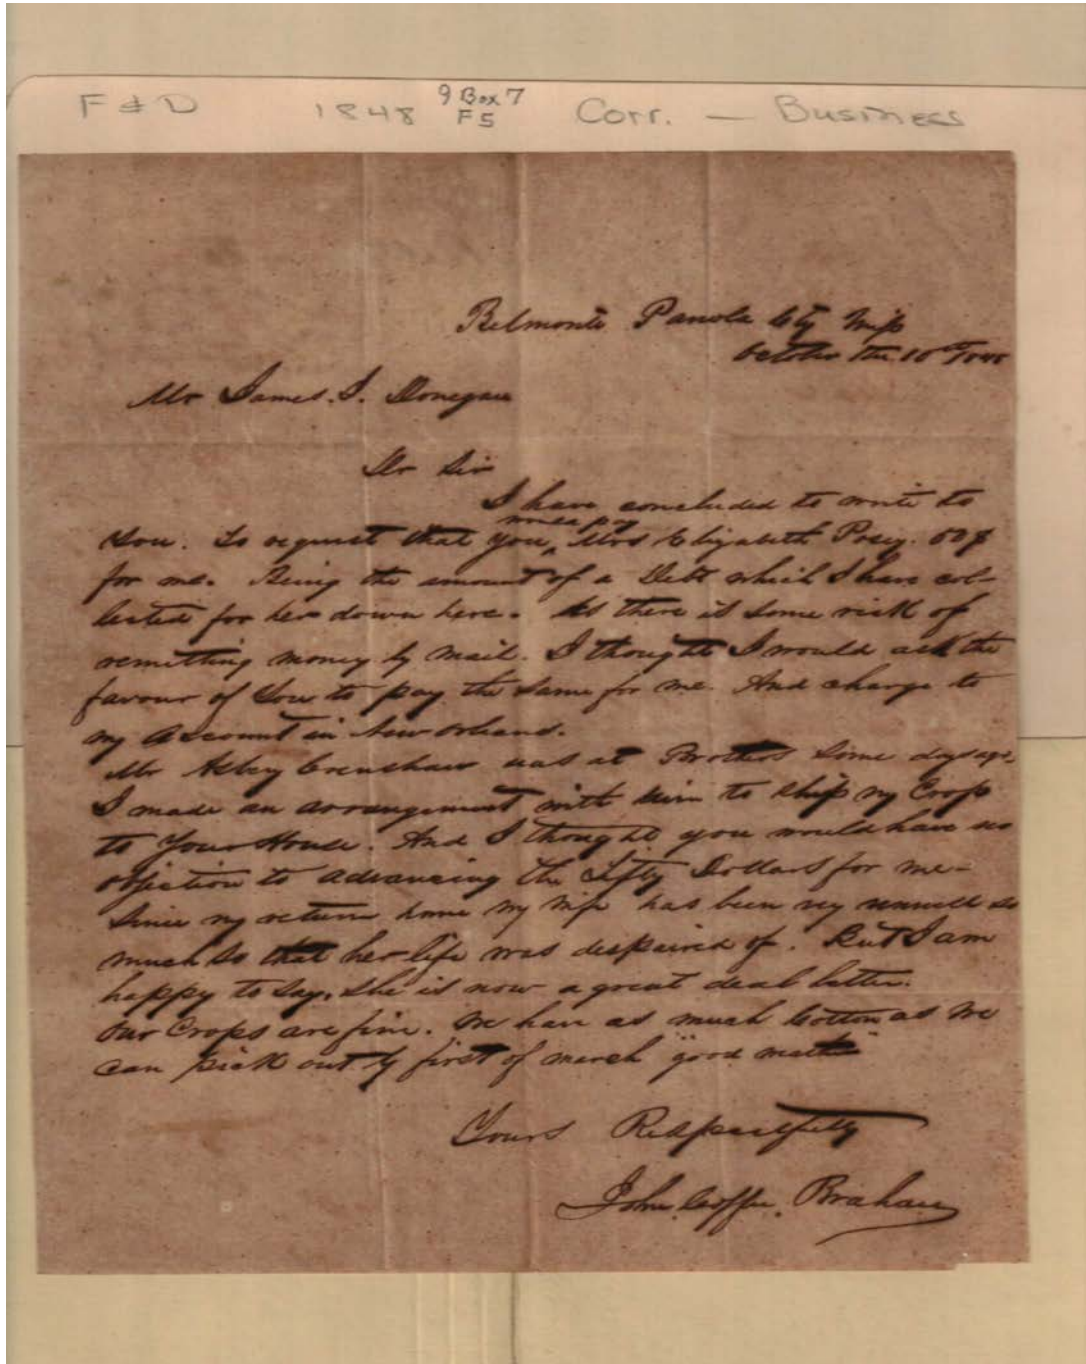 F & D 1848 9 Box 7 F5 Corr. — Business
Belmonte Panola Cty Miss
October the 10th 1848
Mr James. J. Donegan
Dr Sir
I have concluded to write to
You. To request that you, Mrs Elizabeth Posey. 50$
for me. Being the amount of a Debt which I have col-
lected for her down here. As there is some risk of
remitting money by mail. I thought I would ask the
favour of You to pay the same for me. And charge to
my Account in New Orleans.
Mr Asbey Crenshaw was at Brothers Some days ago.
I made an arrangement with him to Ship my Crop
to Your House. And I thought you would have no
objection to advancing the Fifty Dollars for me-
Since my return home my Wife has been very unwell so
much so that her life was despaired of. But I am
happy to Say, She is now a great deal better.
Our Crops are fine. We have as much Cotton as We
can pick out by first of march "good
Yours Respectfully
John. Coffee. Brahan